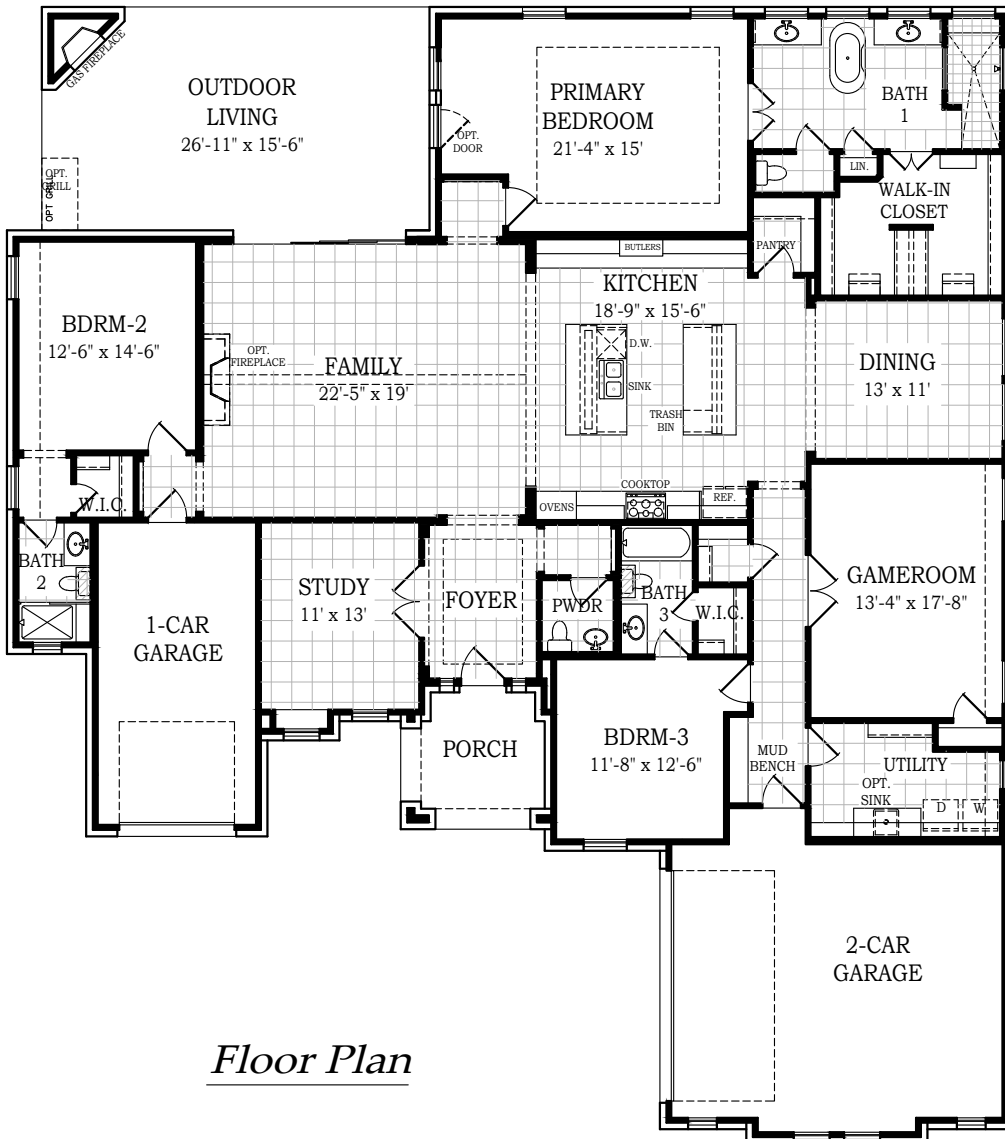 GAS FIREPLACE
OUTDOOR
LIVING
26'-11" x 15'-6"
OPT.
GRILL
OPT GRILL
PRIMARY
BEDROOM
21'-4" x 15'
OPT.
DOOR
BATH
1
LIN.
WALK-IN
CLOSET
PANTRY
BUTLERS
KITCHEN
18'-9" x 15'-6"
D.W.
SINK
TRASH
BIN
COOKTOP
OVENS
REF.
DINING
13' x 11'
BDRM-2
12'-6" x 14'-6"
OPT.
FIREPLACE
FAMILY
22'-5" x 19'
W.I.C.
BATH
2
1-CAR
GARAGE
STUDY
11' x 13'
FOYER
PWDR
BATH
3
W.I.C.
GAMEROOM
13'-4" x 17'-8"
PORCH
BDRM-3
11'-8" x 12'-6"
MUD
BENCH
UTILITY
OPT.
SINK
D
W
2-CAR
GARAGE
Floor Plan